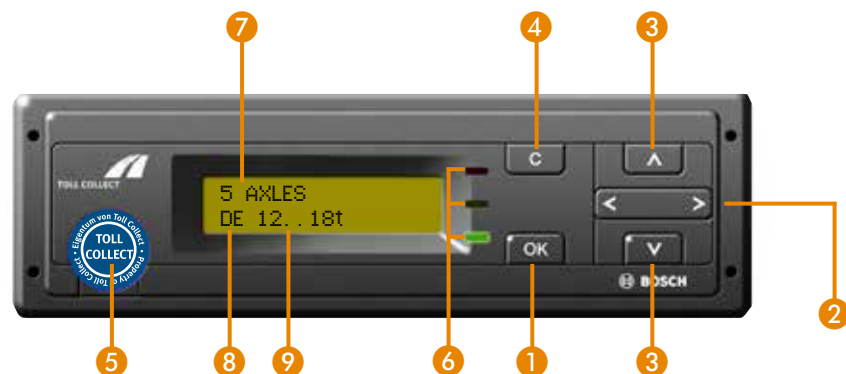 7
4
3
C
∧
TOLL COLLECT
5 AXLES
DE 12..18t
< >
Eigentum von Toll Collect • Property of Toll Collect •
TOLL
COLLECT
OK
∨
BOSCH
2
5
8
9
6
1
3